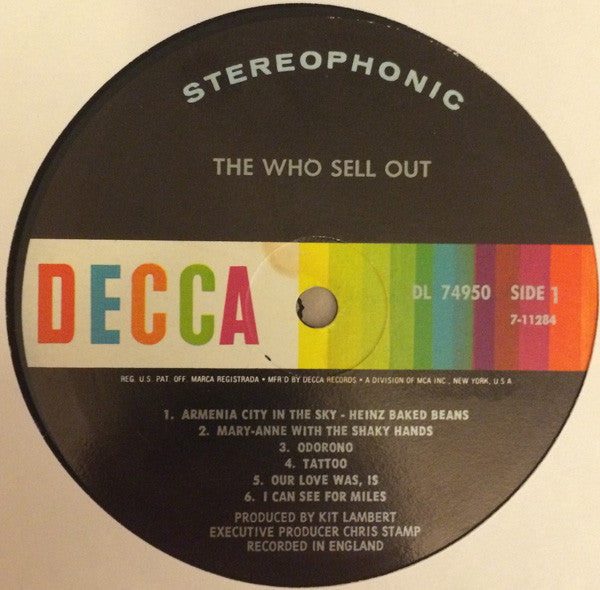 STEREOPHONIC
THE WHO SELL OUT
DECCA
DL 74950 SIDE 1
7-11284
REG. U.S. PAT. OFF. MARCA REGISTRADA • MFR'D BY DECCA RECORDS • A DIVISION OF MCA INC., NEW YORK, U.S.A
1. ARMENIA CITY IN THE SKY - HEINZ BAKED BEANS
2. MARY-ANNE WITH THE SHAKY HANDS
3. ODORONO
4. TATTOO
5. OUR LOVE WAS, IS
6. I CAN SEE FOR MILES
PRODUCED BY KIT LAMBERT
EXECUTIVE PRODUCER CHRIS STAMP
RECORDED IN ENGLAND